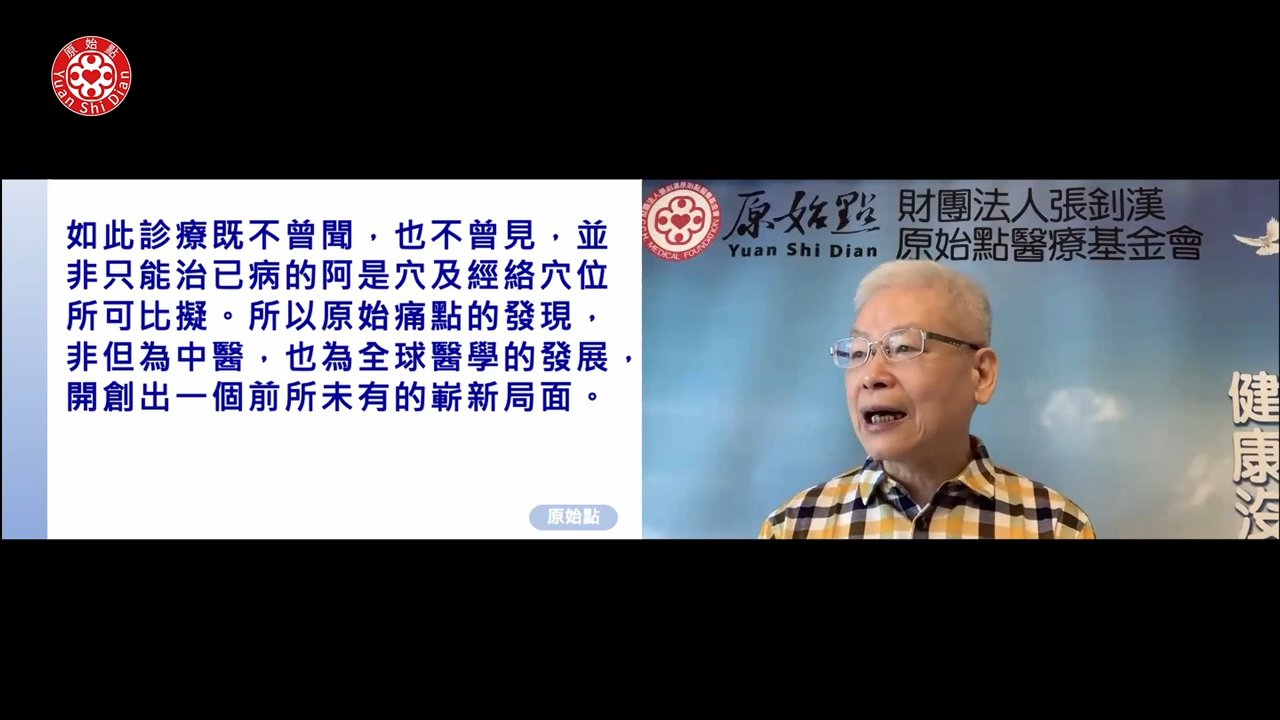 原始點
Yuan Shi Dian
如此診療既不曾聞，也不曾見，並
非只能治已病的阿是穴及經絡穴位
所可比擬。所以原始痛點的發現，
非但為中醫，也為全球醫學的發展，
開創出一個前所未有的嶄新局面。
原始點
原始點
Yuan Shi Dian
財團法人張釗漢
原始點醫療基金會
健康沒